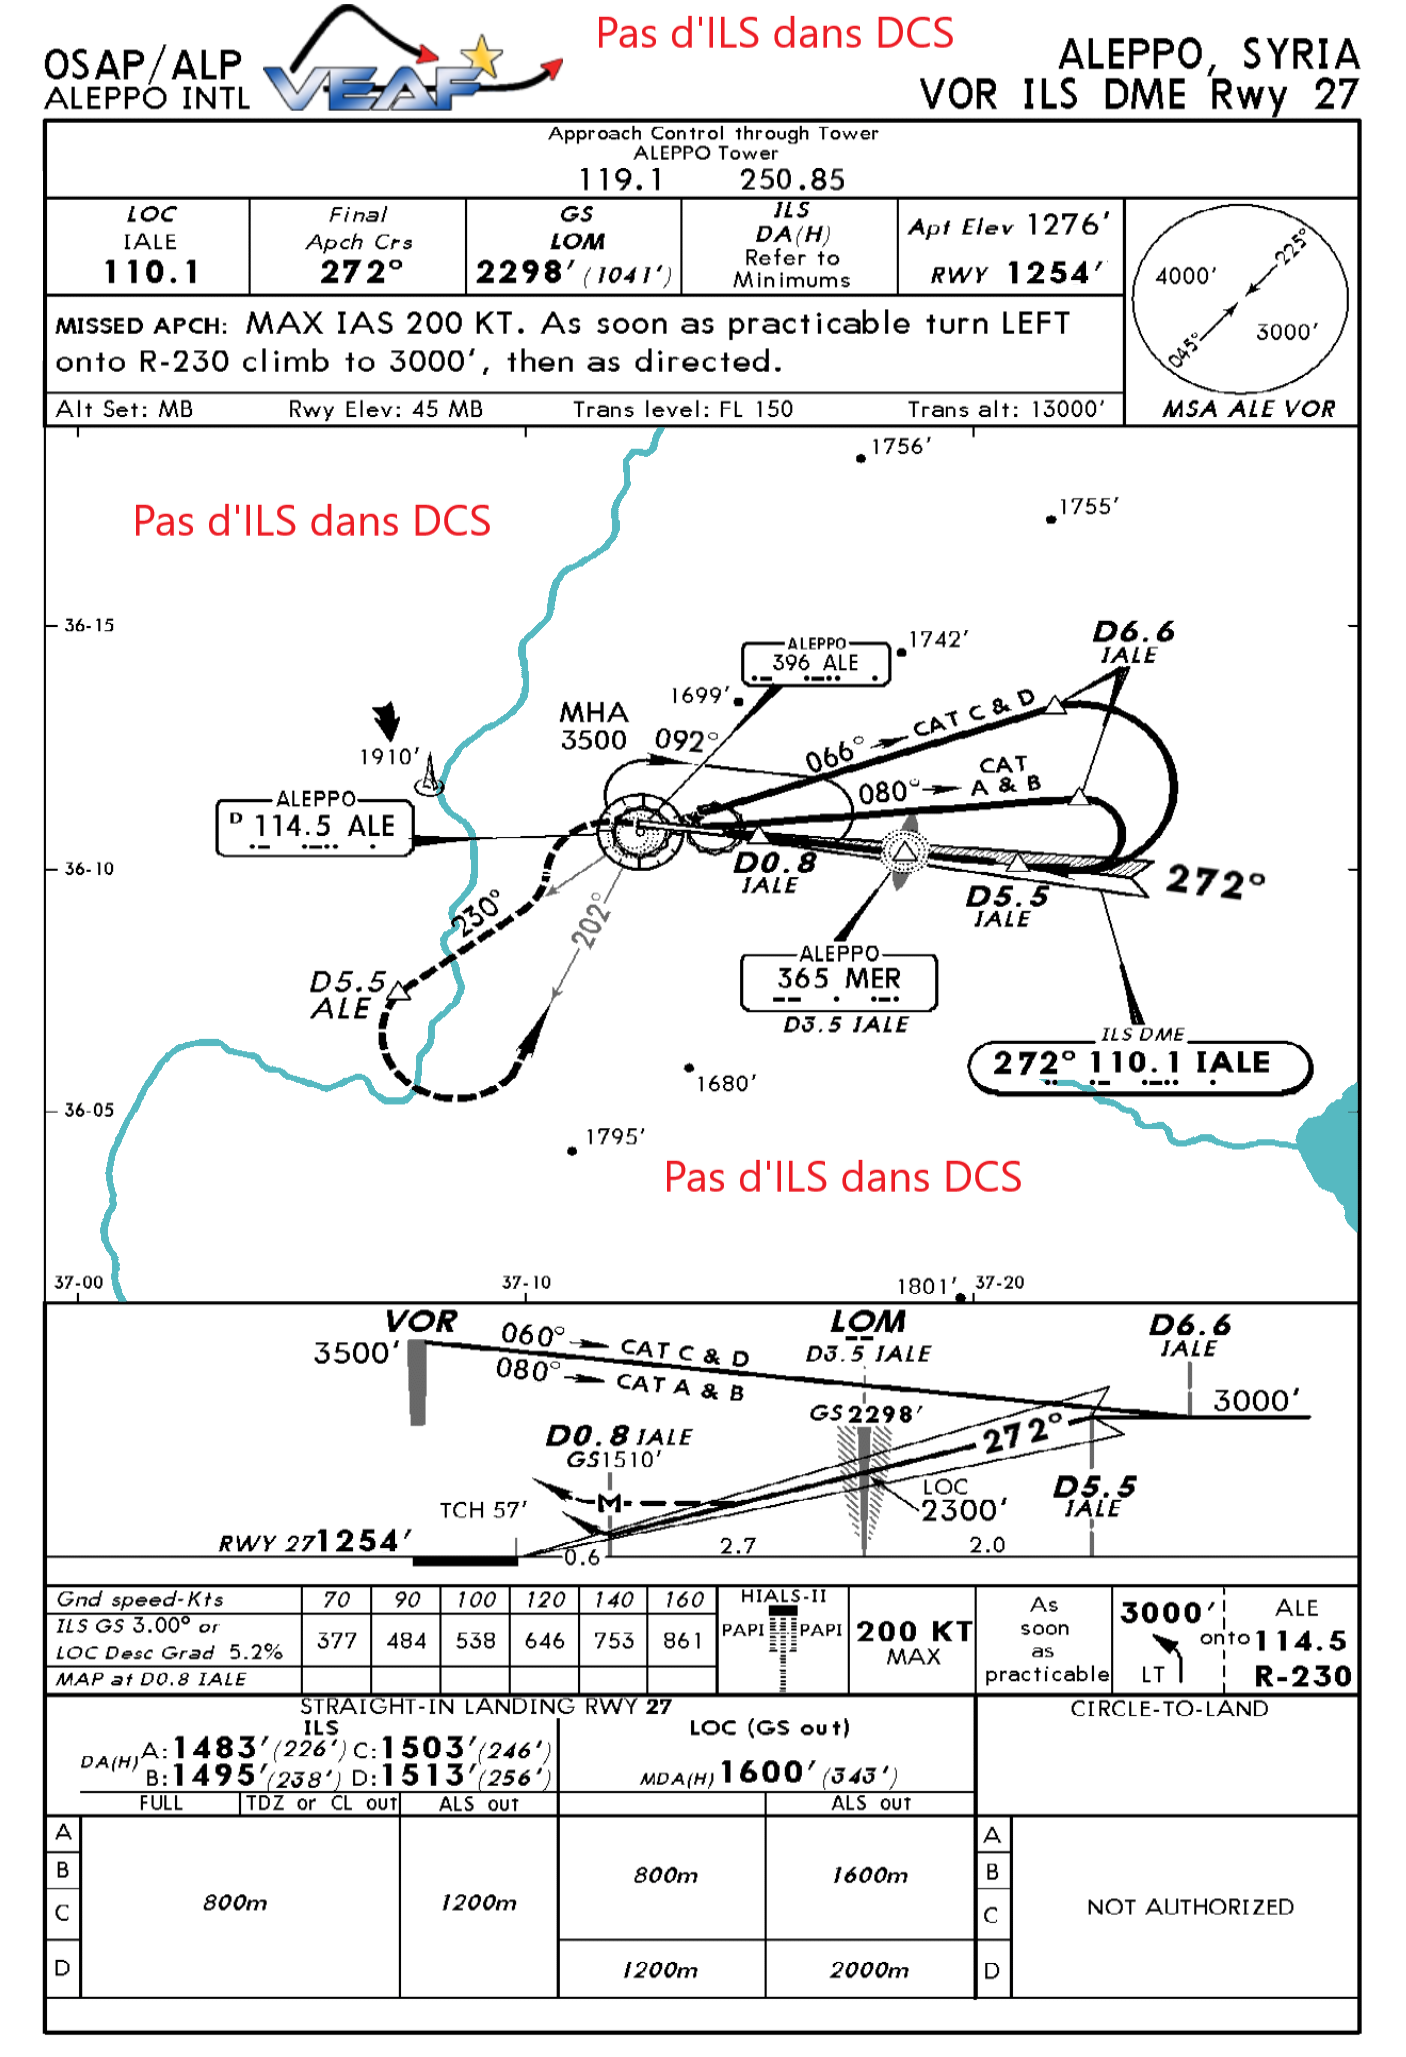 Pas d'ILS dans DCS
OSAP/ALP
ALEPPO INTL
VEAF
ALEPPO, SYRIA
VOR ILS DME Rwy 27
Approach Control through Tower
ALEPPO Tower
119.1 250.85
LOC
IALE
110.1
Final
Apch Crs
272°
GS
LOM
2298' (1041')
ILS
DA(H)
Refer to
Minimums
Apt Elev 1276'
RWY 1254'
4000'
225°
3000'
045°
MSA ALE VOR
MISSED APCH: MAX IAS 200 KT. As soon as practicable turn LEFT
onto R-230 climb to 3000', then as directed.
Alt Set: MB Rwy Elev: 45 MB Trans level: FL 150 Trans alt: 13000'
1756'
1755'
Pas d'ILS dans DCS
36-15
D6.6
IALE
ALEPPO
396 ALE
1742'
1699'
MHA
3500
092°
066° CAT C & D
080° CAT
A & B
1910'
ALEPPO
D 114.5 ALE
36-10
D0.8
IALE
D5.5
IALE
272°
230°
202°
D5.5
ALE
ALEPPO
365 MER
D3.5 IALE
ILS DME
272° 110.1 IALE
1680'
36-05
1795'
Pas d'ILS dans DCS
37-00
37-10
1801'
37-20
VOR
3500'
060° CAT C & D
080° CAT A & B
LOM
D3.5 IALE
GS 2298'
D6.6
IALE
3000'
272°
D0.8 IALE
GS1510'
M
TCH 57'
LOC
2300'
D5.5
IALE
RWY 27 1254'
0.6
2.7
2.0
Gnd speed-Kts 70 90 100 120 140 160
ILS GS 3.00° or
LOC Desc Grad 5.2% 377 484 538 646 753 861
MAP at D0.8 IALE
HIALS-II
PAPI PAPI
200 KT
MAX
As
soon
as
practicable
3000'
LT
onto
ALE
114.5
R-230
STRAIGHT-IN LANDING RWY 27
ILS
DA(H) A: 1483' (226') C: 1503' (246')
B: 1495' (238') D: 1513' (256')
LOC (GS out)
MDA(H) 1600' (343')
CIRCLE-TO-LAND
FULL TDZ or CL out ALS out
ALS out
A
B
C
D
800m
1200m
800m
1600m
1200m
2000m
A
B
C
D
NOT AUTHORIZED